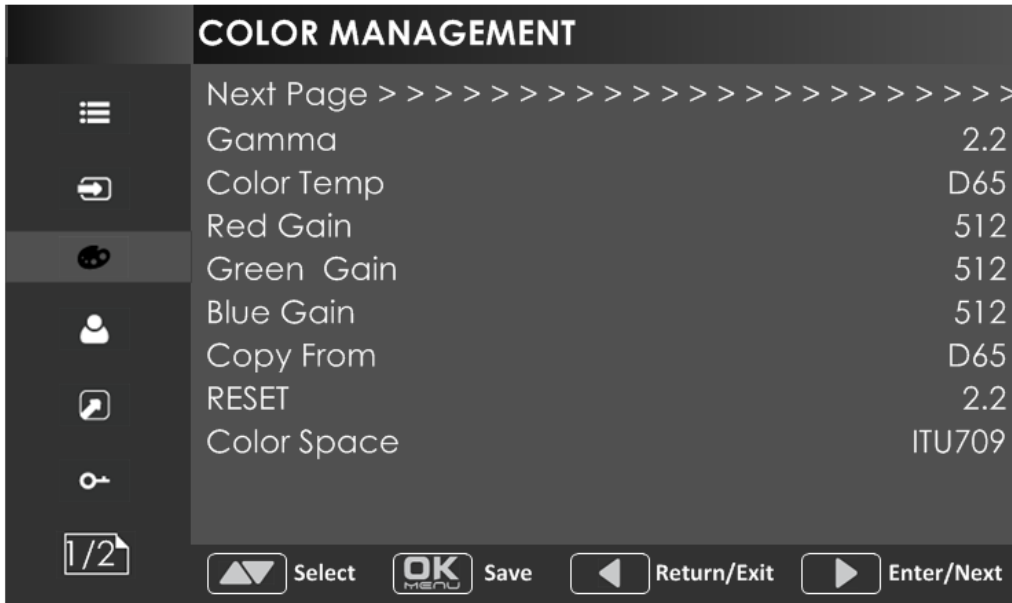 COLOR MANAGEMENT
Next Page > > > > > > > > > > > > > > > > > > > > > > >
Gamma 2.2
Color Temp D65
Red Gain 512
Green Gain 512
Blue Gain 512
Copy From D65
RESET 2.2
Color Space ITU709
1/2
Select OK MENU Save Return/Exit Enter/Next